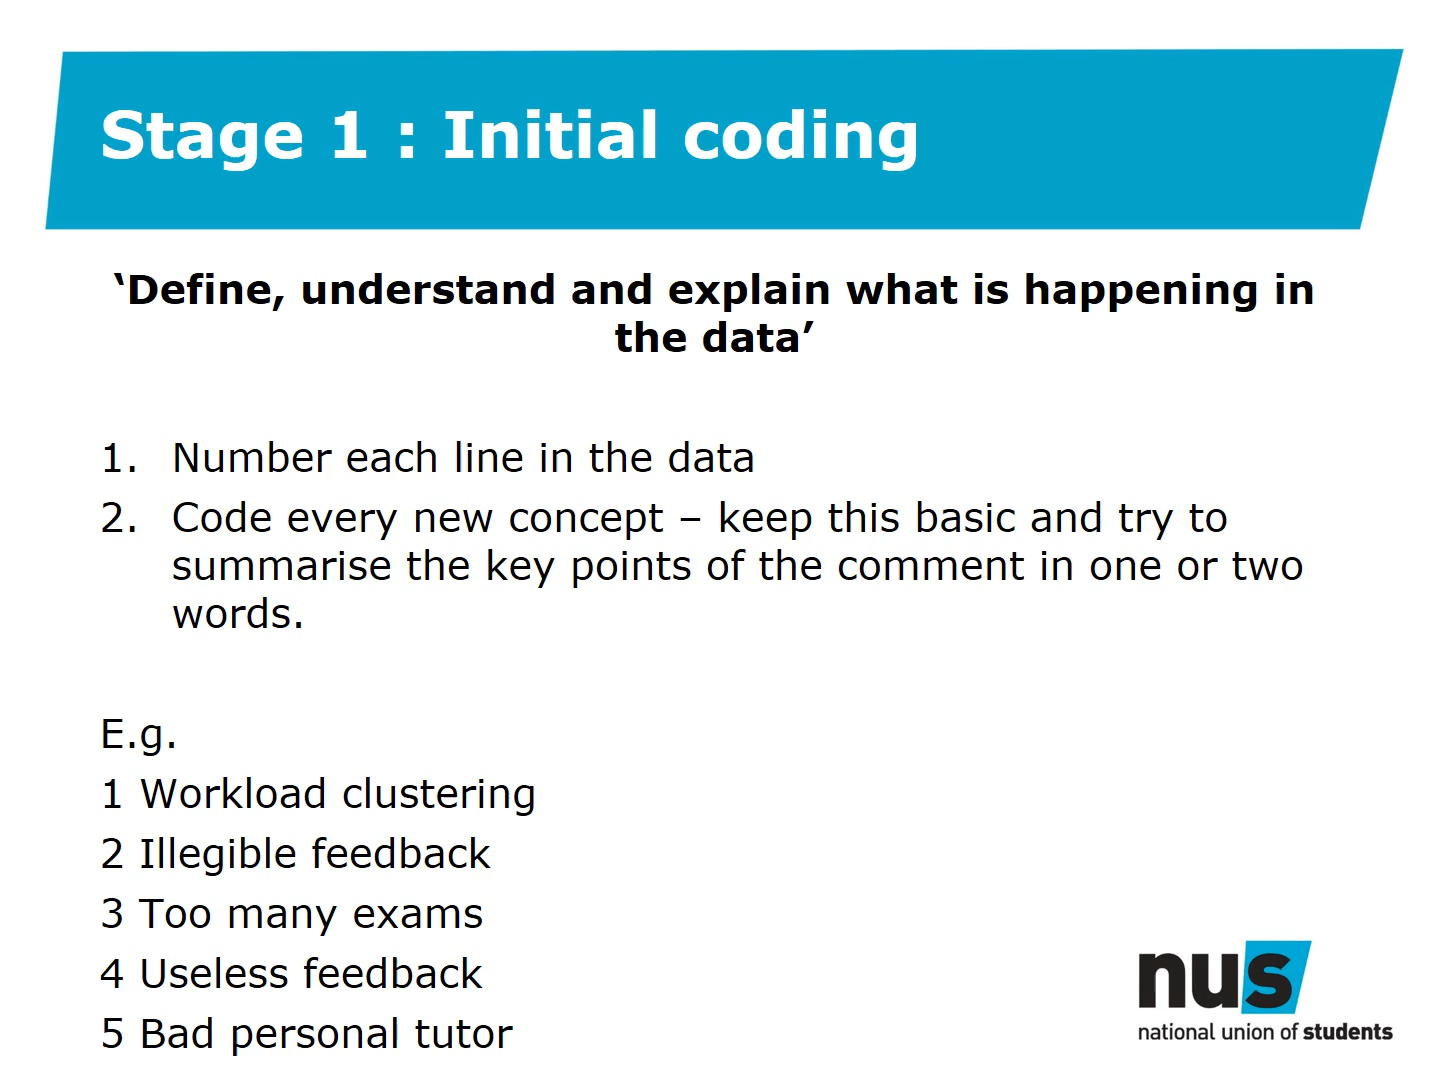 Stage 1 : Initial coding
‘Define, understand and explain what is happening in
the data’
1. Number each line in the data
2. Code every new concept – keep this basic and try to
summarise the key points of the comment in one or two
words.
E.g.
1 Workload clustering
2 Illegible feedback
3 Too many exams
4 Useless feedback
5 Bad personal tutor
nus
national union of students